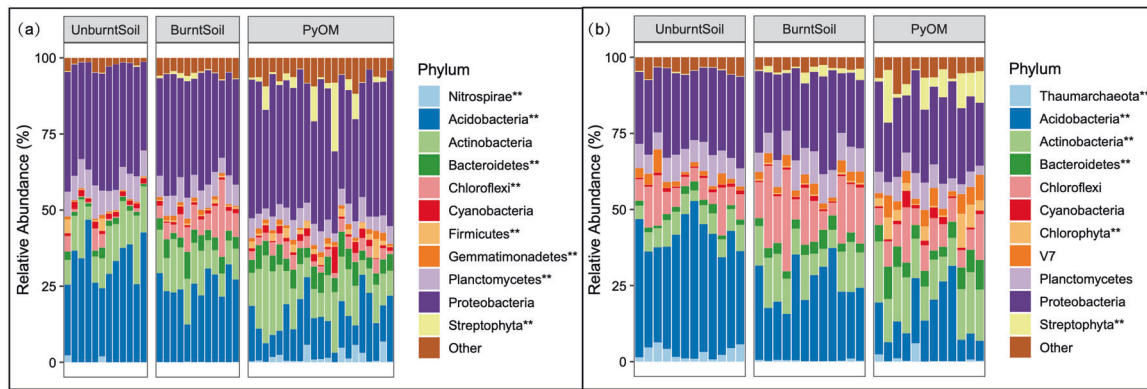 (a)
UnburntSoil BurntSoil PyOM
Relative Abundance (%)
100
75
50
25
0
Phylum
Nitrospirae**
Acidobacteria**
Actinobacteria
Bacteroidetes**
Chloroflexi**
Cyanobacteria
Firmicutes**
Gemmatimonadetes**
Planctomycetes**
Proteobacteria
Streptophyta**
Other
(b)
UnburntSoil BurntSoil PyOM
Relative Abundance (%)
100
75
50
25
0
Phylum
Thaumarchaeota**
Acidobacteria**
Actinobacteria**
Bacteroidetes**
Chloroflexi
Cyanobacteria
Chlorophyta**
V7
Planctomycetes
Proteobacteria
Streptophyta**
Other